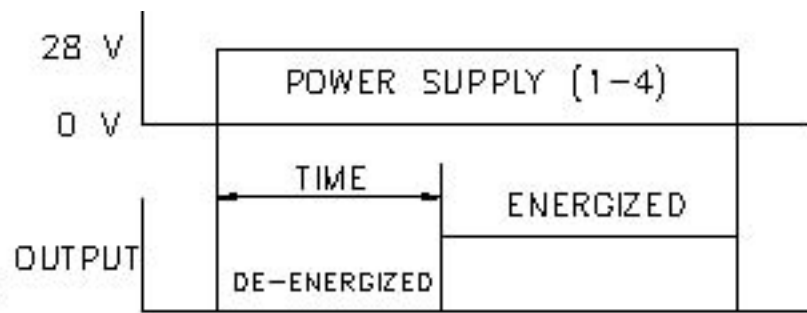 28 V
POWER SUPPLY (1-4)
0 V
TIME
ENERGIZED
OUTPUT
DE-ENERGIZED